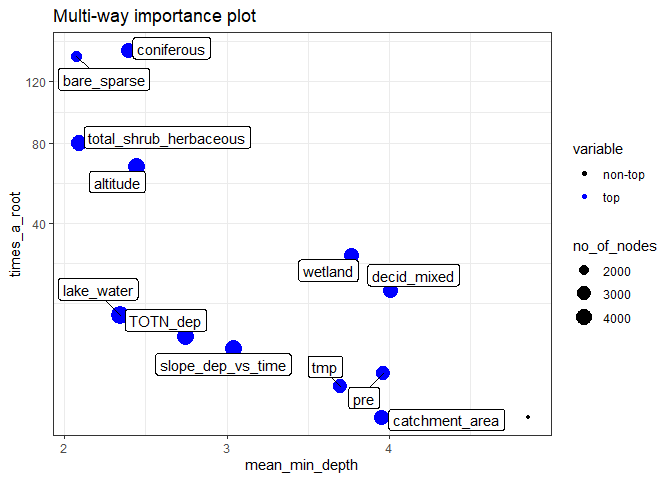 Multi-way importance plot
coniferous
bare_sparse
120
total_shrub_herbaceous
80
altitude
variable
non-top
top
times_a_root
40
wetland
decid_mixed
no_of_nodes
2000
3000
4000
lake_water
TOTN_dep
slope_dep_vs_time
tmp
pre
catchment_area
2
3
4
mean_min_depth